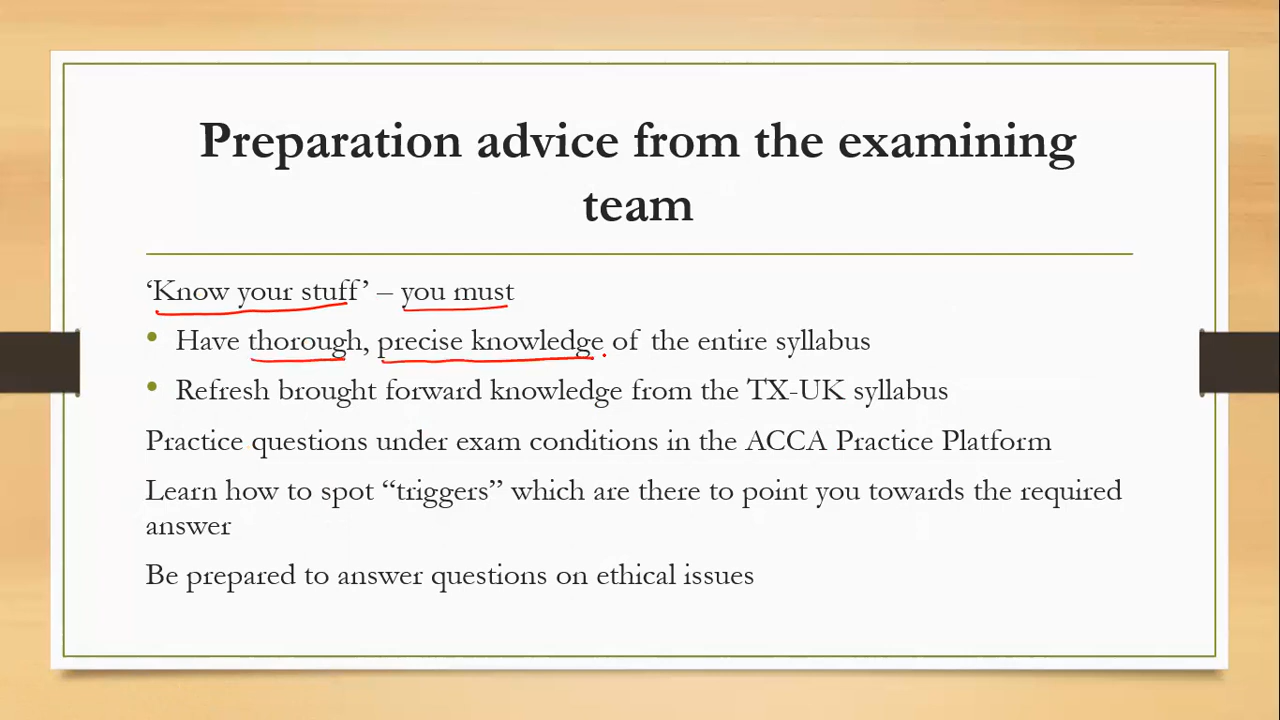 Preparation advice from the examining
team
‘Know your stuff’ – you must
• Have thorough, precise knowledge of the entire syllabus
• Refresh brought forward knowledge from the TX-UK syllabus
Practice questions under exam conditions in the ACCA Practice Platform
Learn how to spot “triggers” which are there to point you towards the required
answer
Be prepared to answer questions on ethical issues